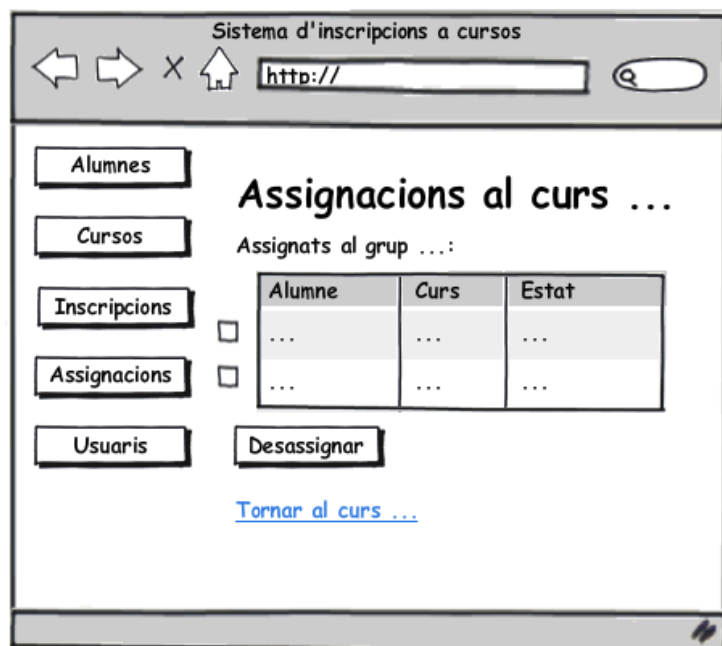 Sistema d'inscripcions a cursos
http://
Alumnes
Cursos
Inscripcions
Assignacions
Usuaris
Assignacions al curs ...
Assignats al grup ...:
Alumne Curs Estat
... ... ...
... ... ...
Desassignar
Tornar al curs ...